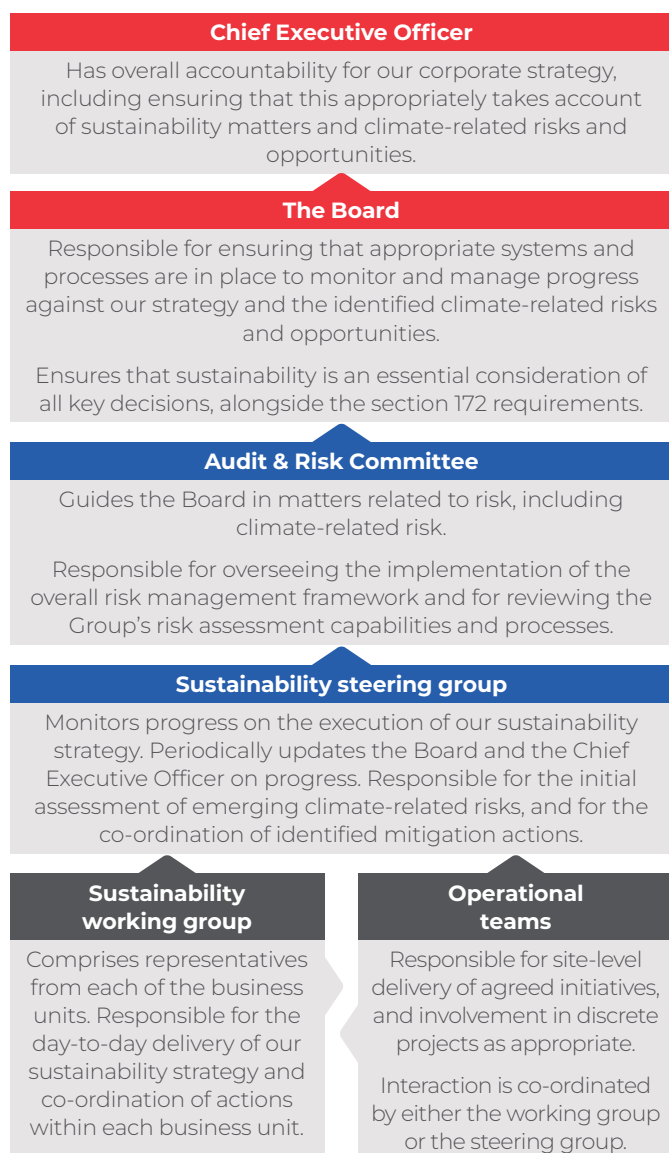 Chief Executive Officer
Has overall accountability for our corporate strategy,
including ensuring that this appropriately takes account
of sustainability matters and climate-related risks and
opportunities.
The Board
Responsible for ensuring that appropriate systems and
processes are in place to monitor and manage progress
against our strategy and the identified climate-related risks
and opportunities.
Ensures that sustainability is an essential consideration of
all key decisions, alongside the section 172 requirements.
Audit & Risk Committee
Guides the Board in matters related to risk, including
climate-related risk.
Responsible for overseeing the implementation of the
overall risk management framework and for reviewing the
Group’s risk assessment capabilities and processes.
Sustainability steering group
Monitors progress on the execution of our sustainability
strategy. Periodically updates the Board and the Chief
Executive Officer on progress. Responsible for the initial
assessment of emerging climate-related risks, and for the
co-ordination of identified mitigation actions.
Sustainability
working group
Comprises representatives
from each of the business
units. Responsible for the
day-to-day delivery of our
sustainability strategy and
co-ordination of actions
within each business unit.
Operational
teams
Responsible for site-level
delivery of agreed initiatives,
and involvement in discrete
projects as appropriate.
Interaction is co-ordinated
by either the working group
or the steering group.